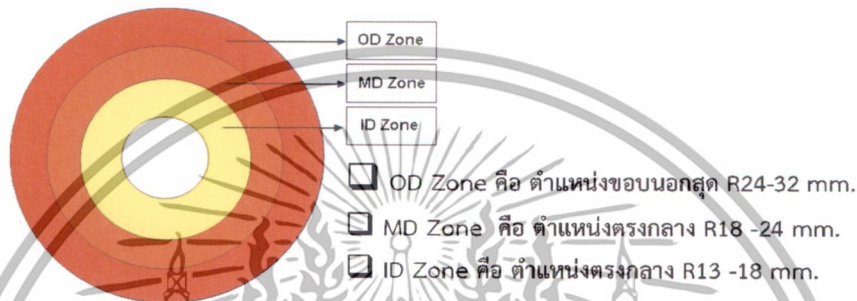 OD Zone
MD Zone
ID Zone
OD Zone คือ ตำแหน่งขอบนอกสุด R24-32 mm.
MD Zone คือ ตำแหน่งตรงกลาง R18 -24 mm.
ID Zone คือ ตำแหน่งตรงกลาง R13 -18 mm.